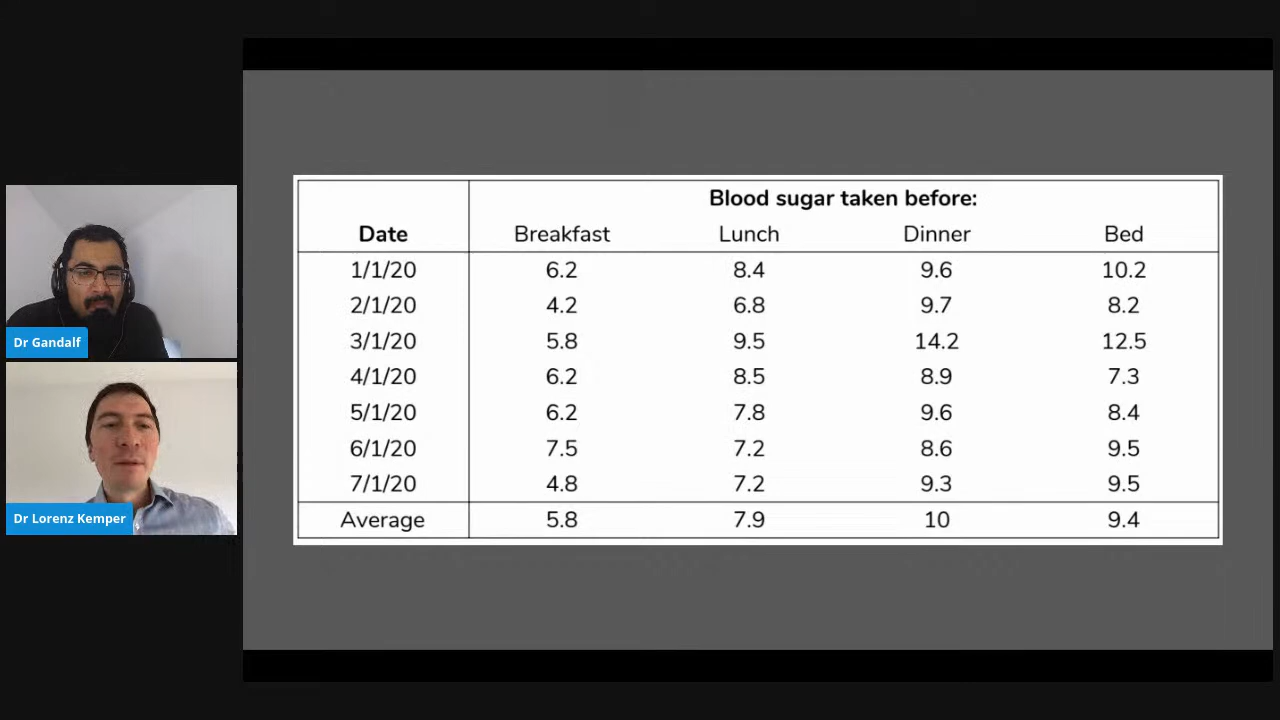 Dr Gandalf
Dr Lorenz Kemper
Blood sugar taken before:
Date Breakfast Lunch Dinner Bed
1/1/20 6.2 8.4 9.6 10.2
2/1/20 4.2 6.8 9.7 8.2
3/1/20 5.8 9.5 14.2 12.5
4/1/20 6.2 8.5 8.9 7.3
5/1/20 6.2 7.8 9.6 8.4
6/1/20 7.5 7.2 8.6 9.5
7/1/20 4.8 7.2 9.3 9.5
Average 5.8 7.9 10 9.4